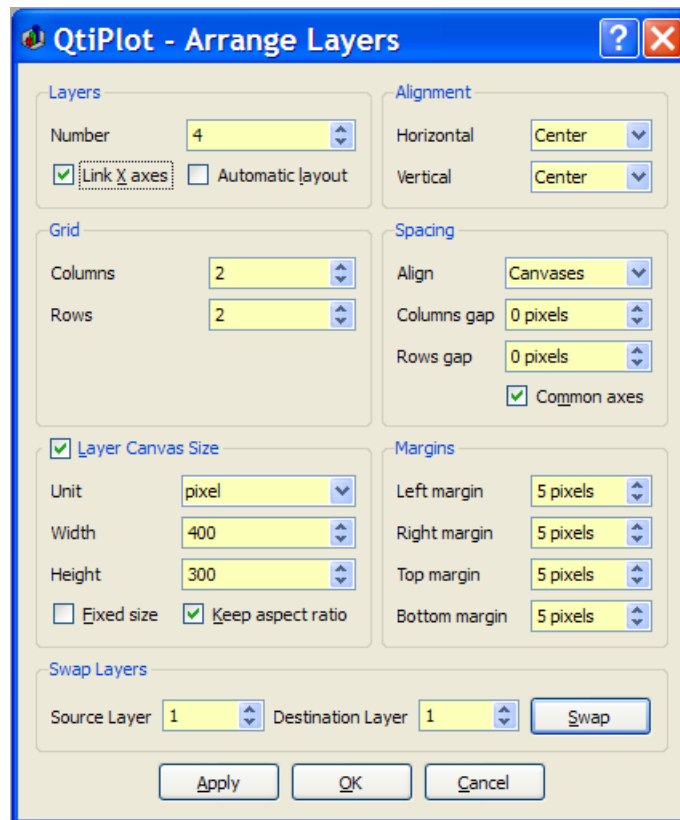 QtiPlot - Arrange Layers
Layers
Number 4
Link X axes Automatic layout
Alignment
Horizontal Center
Vertical Center
Grid
Columns 2
Rows 2
Spacing
Align Canvases
Columns gap 0 pixels
Rows gap 0 pixels
Common axes
Layer Canvas Size
Unit pixel
Width 400
Height 300
Fixed size Keep aspect ratio
Margins
Left margin 5 pixels
Right margin 5 pixels
Top margin 5 pixels
Bottom margin 5 pixels
Swap Layers
Source Layer 1 Destination Layer 1 Swap
Apply OK Cancel